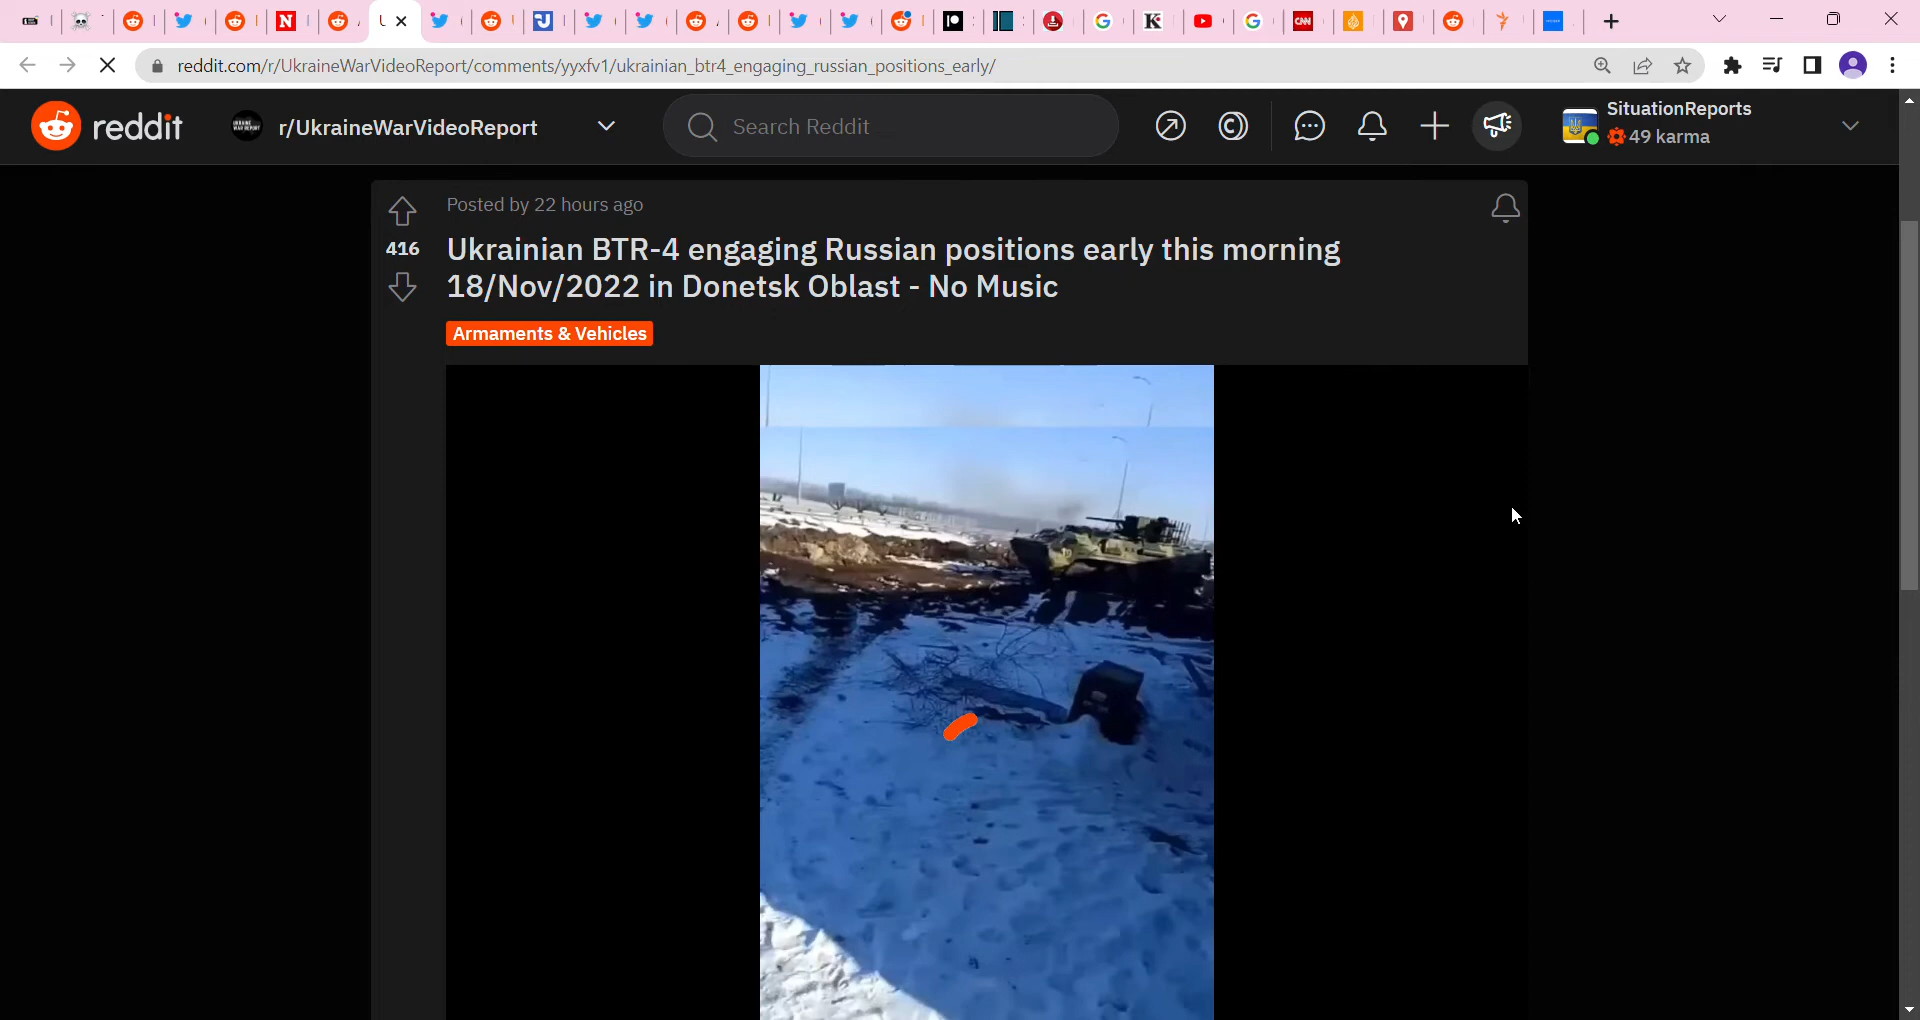 reddit.com/r/UkraineWarVideoReport/comments/yyxfv1/ukrainian_btr4_engaging_russian_positions_early/
reddit
r/UkraineWarVideoReport
Search Reddit
SituationReports
49 karma
Posted by 22 hours ago
416
Ukrainian BTR-4 engaging Russian positions early this morning
18/Nov/2022 in Donetsk Oblast - No Music
Armaments & Vehicles